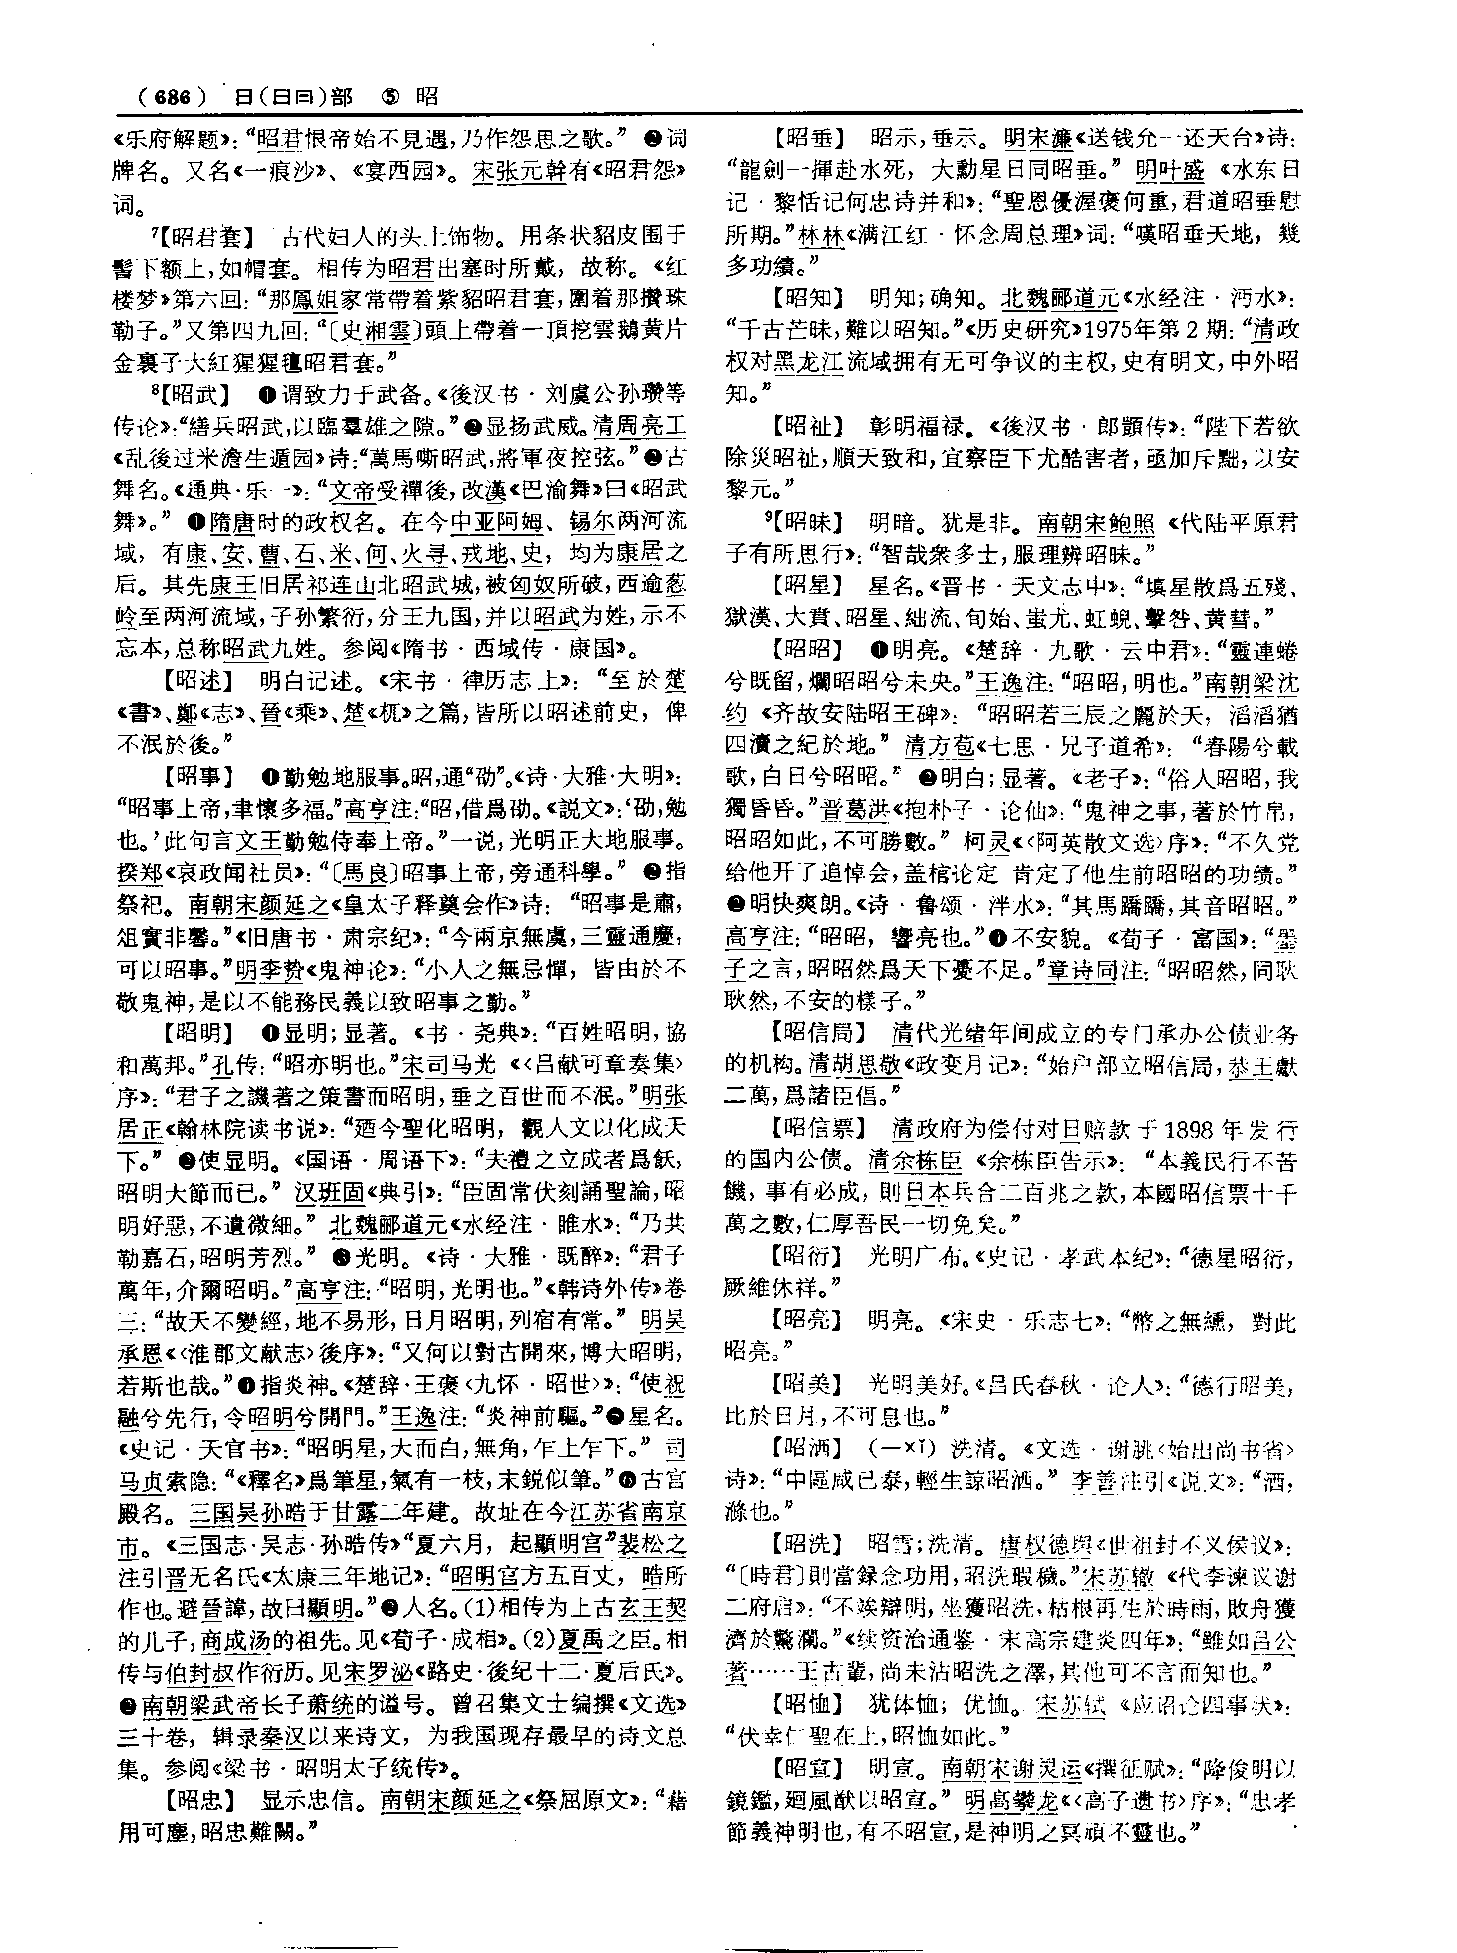 (686) 日(日曰)部 ⑤ 昭
《乐府解题》：“昭君恨帝始不見遇，乃作怨思之歌。” ❷词
牌名。又名《一痕沙》、《宴西园》。宋张元幹有《昭君怨》
词。
⁷【昭君套】 古代妇人的头上饰物。用条状貂皮围于
髻下额上，如帽套。相传为昭君出塞时所戴，故称。《红
楼梦》第六回：“那鳳姐家常帶着紫貂昭君套，圍着那攢珠
勒子。”又第四九回：“〔史湘雲〕頭上帶着一頂挖雲鵝黄片
金裏子大紅猩猩氈昭君套。”
⁸【昭武】 ❶谓致力于武备。《後汉书·刘虞公孙瓒等
传论》：“繕兵昭武，以臨羣雄之隙。”❷显扬武威。清周亮工
《乱後过米澹生遁园》诗：“萬馬嘶昭武，將軍夜控弦。”❸古
舞名。《通典·乐一》：“文帝受禪後，改漢《巴渝舞》曰《昭武
舞》。” ❹隋唐时的政权名。在今中亚阿姆、锡尔两河流
域，有康、安、曹、石、米、何、火寻、戎地、史，均为康居之
后。其先康王旧居祁连山北昭武城，被匈奴所破，西逾葱
岭至两河流域，子孙繁衍，分王九国，并以昭武为姓，示不
忘本，总称昭武九姓。参阅《隋书·西域传·康国》。
【昭述】 明白记述。《宋书·律历志上》：“至於楚
《書》、鄭《志》、晉《乘》、楚《杌》之篇，皆所以昭述前史，俾
不泯於後。”
【昭事】 ❶勤勉地服事。昭，通“劭”。《诗·大雅·大明》：
“昭事上帝，聿懷多福。”高亨注：“昭，借爲劭。《説文》：‘劭，勉
也。’此句言文王勤勉侍奉上帝。”一说，光明正大地服事。
揆郑《哀政闻社员》：“〔馬良〕昭事上帝，旁通科學。” ❷指
祭祀。南朝宋颜延之《皇太子释奠会作》诗：“昭事是肅，
俎實非馨。”《旧唐书·肃宗纪》：“今兩京無虞，三靈通慶，
可以昭事。”明李贽《鬼神论》：“小人之無忌憚，皆由於不
敬鬼神，是以不能務民義以致昭事之勤。”
【昭明】 ❶显明；显著。《书·尧典》：“百姓昭明，協
和萬邦。”孔传：“昭亦明也。”宋司马光《〈吕献可章奏集〉
序》：“君子之譏著之策書而昭明，垂之百世而不泯。”明张
居正《翰林院读书说》：“廼今聖化昭明，觀人文以化成天
下。” ❷使显明。《国语·周语下》：“夫禮之立成者爲飫，
昭明大節而已。” 汉班固《典引》：“臣固常伏刻誦聖論，昭
明好惡，不遺微細。” 北魏郦道元《水经注·睢水》：“乃共
勒嘉石，昭明芳烈。” ❸光明。《诗·大雅·既醉》：“君子
萬年，介爾昭明。”高亨注：“昭明，光明也。”《韩诗外传》卷
三：“故天不變經，地不易形，日月昭明，列宿有常。” 明吴
承恩《〈淮郡文献志〉後序》：“又何以對古開來，博大昭明，
若斯也哉。”❹指炎神。《楚辞·王褒〈九怀·昭世〉》：“使祝
融兮先行，令昭明兮開門。”王逸注：“炎神前驅。”❺星名。
《史记·天官书》：“昭明星，大而白，無角，乍上乍下。” 司
马贞索隐：“《釋名》爲筆星，氣有一枝，末鋭似筆。”❻古宫
殿名。三国吴孙晧于甘露二年建。故址在今江苏省南京
市。《三国志·吴志·孙晧传》“夏六月，起顯明宫”裴松之
注引晋无名氏《太康三年地记》：“昭明宫方五百丈，晧所
作也。避晉諱，故曰顯明。”❼人名。(1)相传为上古玄王契
的儿子，商成汤的祖先。见《荀子·成相》。(2)夏禹之臣。相
传与伯封叔作衍历。见宋罗泌《路史·後纪十二·夏后氏》。
❽南朝梁武帝长子萧统的谥号。曾召集文士编撰《文选》
三十卷，辑录秦汉以来诗文，为我国现存最早的诗文总
集。参阅《梁书·昭明太子统传》。
【昭忠】 显示忠信。南朝宋颜延之《祭屈原文》：“藉
用可塵，昭忠難闕。”
【昭垂】 昭示，垂示。明宋濂《送钱允一还天台》诗：
“龍劍一揮赴水死，大勳星日同昭垂。” 明叶盛《水东日
记·黎恬记何忠诗并和》：“聖恩優渥褒何重，君道昭垂慰
所期。”林林《满江红·怀念周总理》词：“嘆昭垂天地，幾
多功績。”
【昭知】 明知；确知。北魏郦道元《水经注·沔水》：
“千古芒昧，難以昭知。”《历史研究》1975年第2期：“清政
权对黑龙江流域拥有无可争议的主权，史有明文，中外昭
知。”
【昭祉】 彰明福禄。《後汉书·郎顗传》：“陛下若欲
除災昭祉，順天致和，宜察臣下尤酷害者，亟加斥黜，以安
黎元。”
⁹【昭昧】 明暗。犹是非。南朝宋鲍照《代陆平原君
子有所思行》：“智哉衆多士，服理辨昭昧。”
【昭星】 星名。《晋书·天文志中》：“填星散爲五殘、
獄漢、大賁、昭星、絀流、旬始、蚩尤、虹蜺、擊咎、黄彗。”
【昭昭】 ❶明亮。《楚辞·九歌·云中君》：“靈連蜷
兮既留，爛昭昭兮未央。”王逸注：“昭昭，明也。”南朝梁沈
约《齐故安陆昭王碑》：“昭昭若三辰之麗於天，滔滔猶
四瀆之紀於地。” 清方苞《七思·兄子道希》：“春陽兮載
歌，白日兮昭昭。” ❷明白；显著。《老子》：“俗人昭昭，我
獨昏昏。”晋葛洪《抱朴子·论仙》：“鬼神之事，著於竹帛，
昭昭如此，不可勝數。” 柯灵《〈阿英散文选〉序》：“不久党
给他开了追悼会，盖棺论定 肯定了他生前昭昭的功绩。”
❸明快爽朗。《诗·鲁颂·泮水》：“其馬蹻蹻，其音昭昭。”
高亨注：“昭昭，響亮也。”❹不安貌。《荀子·富国》：“墨
子之言，昭昭然爲天下憂不足。”章诗同注：“昭昭然，同耿
耿然，不安的樣子。”
【昭信局】 清代光绪年间成立的专门承办公债业务
的机构。清胡思敬《政变月记》：“始户部立昭信局，恭王獻
二萬，爲諸臣倡。”
【昭信票】 清政府为偿付对日赔款于1898年发行
的国内公债。清余栋臣《余栋臣告示》：“本義民行不苦
饑，事有必成，則日本兵合二百兆之款，本國昭信票十千
萬之數，仁厚吾民一切免矣。”
【昭衍】 光明广布。《史记·孝武本纪》：“德星昭衍，
厥維休祥。”
【昭亮】 明亮。《宋史·乐志七》：“幣之無纁，對此
昭亮。”
【昭美】 光明美好。《吕氏春秋·论人》：“德行昭美，
比於日月，不可息也。”
【昭洒】 (一ㄒㄧˇ) 洗清。《文选·谢朓〈始出尚书省〉
诗》：“中區咸已泰，輕生諒昭洒。” 李善注引《说文》：“洒，
滌也。”
【昭洗】 昭雪；洗清。唐权德舆《世祖封不义侯议》：
“〔時君〕則當録念功用，昭洗瑕穢。”宋苏辙《代李谏议谢
二府启》：“不竢辯明，坐獲昭洗，枯根再生於時雨，敗舟獲
濟於驚瀾。”《续资治通鉴·宋高宗建炎四年》：“雖如吕公
著……王古輩，尚未沾昭洗之澤，其他可不言而知也。”
【昭恤】 犹体恤；优恤。宋苏轼《应诏论四事状》：
“伏幸仁聖在上，昭恤如此。”
【昭宣】 明宣。南朝宋谢灵运《撰征赋》：“降俊明以
鏡鑑，廻風猷以昭宣。” 明高攀龙《〈高子遗书〉序》：“忠孝
節義神明也，有不昭宣，是神明之冥頑不靈也。”